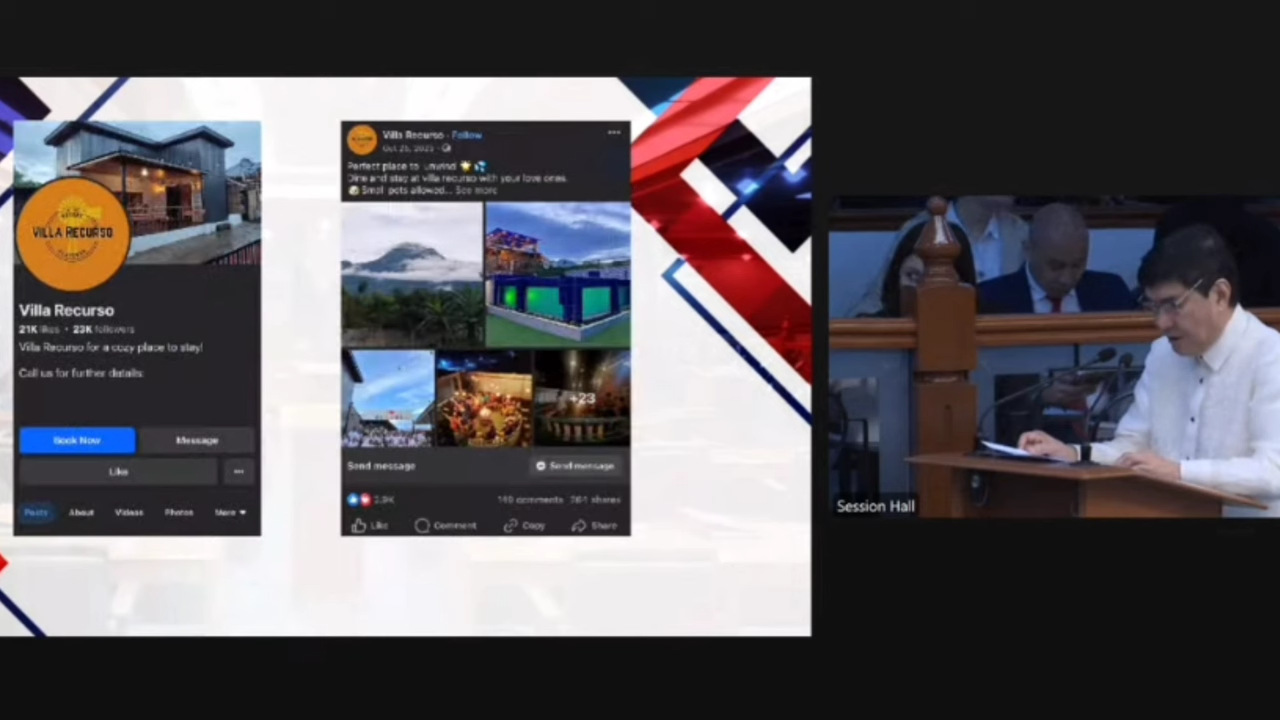 VILLA RECURSO
Villa Recurso
21K likes • 23K followers
Villa Recurso for a cozy place to stay!
Call us for further details:
Book Now
Message
Like
Posts
About
Videos
Photos
More
Villa Recurso · Follow
Perfect place to unwind
Dine and stay at villa recurso with your love ones.
Small pets allowed... See more
+23
Send message
Send message
Like
Comment
Copy
Share
Session Hall